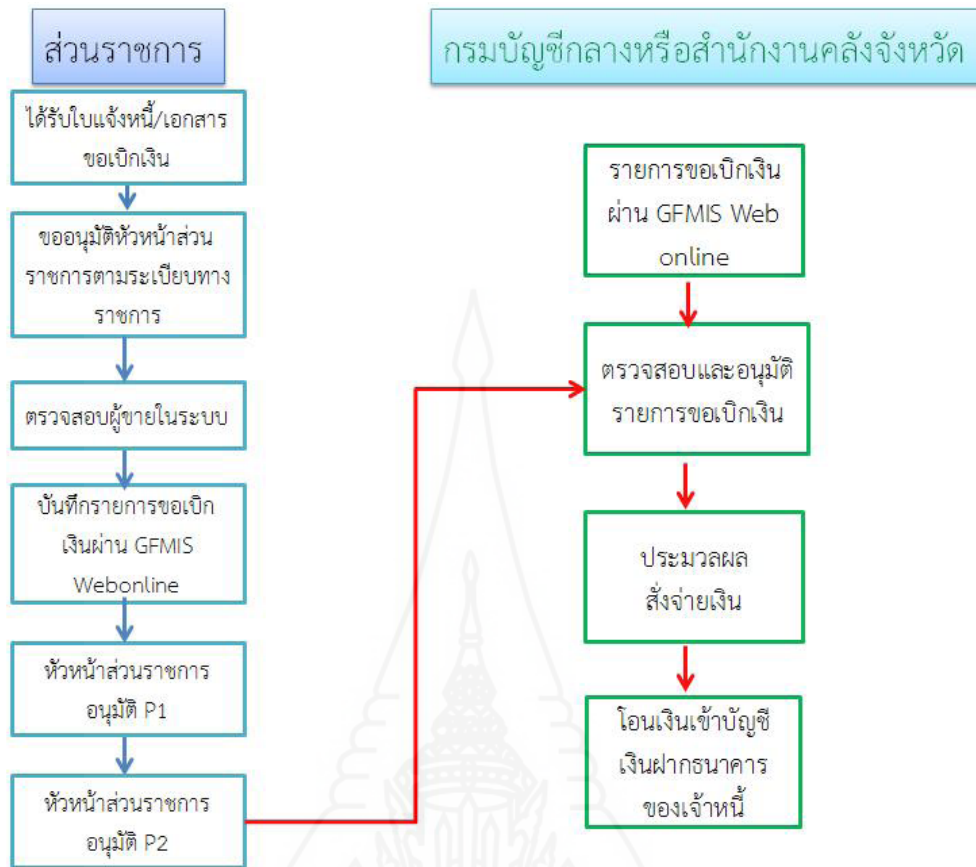 ส่วนราชการ
ได้รับใบแจ้งหนี้/เอกสาร
ขอเบิกเงิน
ขออนุมัติหัวหน้าส่วน
ราชการตามระเบียบทาง
ราชการ
ตรวจสอบผู้ขายในระบบ
บันทึกรายการขอเบิก
เงินผ่าน GFMIS
Webonline
หัวหน้าส่วนราชการ
อนุมัติ P1
หัวหน้าส่วนราชการ
อนุมัติ P2
กรมบัญชีกลางหรือสำนักงานคลังจังหวัด
รายการขอเบิกเงิน
ผ่าน GFMIS Web
online
ตรวจสอบและอนุมัติ
รายการขอเบิกเงิน
ประมวลผล
สั่งจ่ายเงิน
โอนเงินเข้าบัญชี
เงินฝากธนาคาร
ของเจ้าหนี้